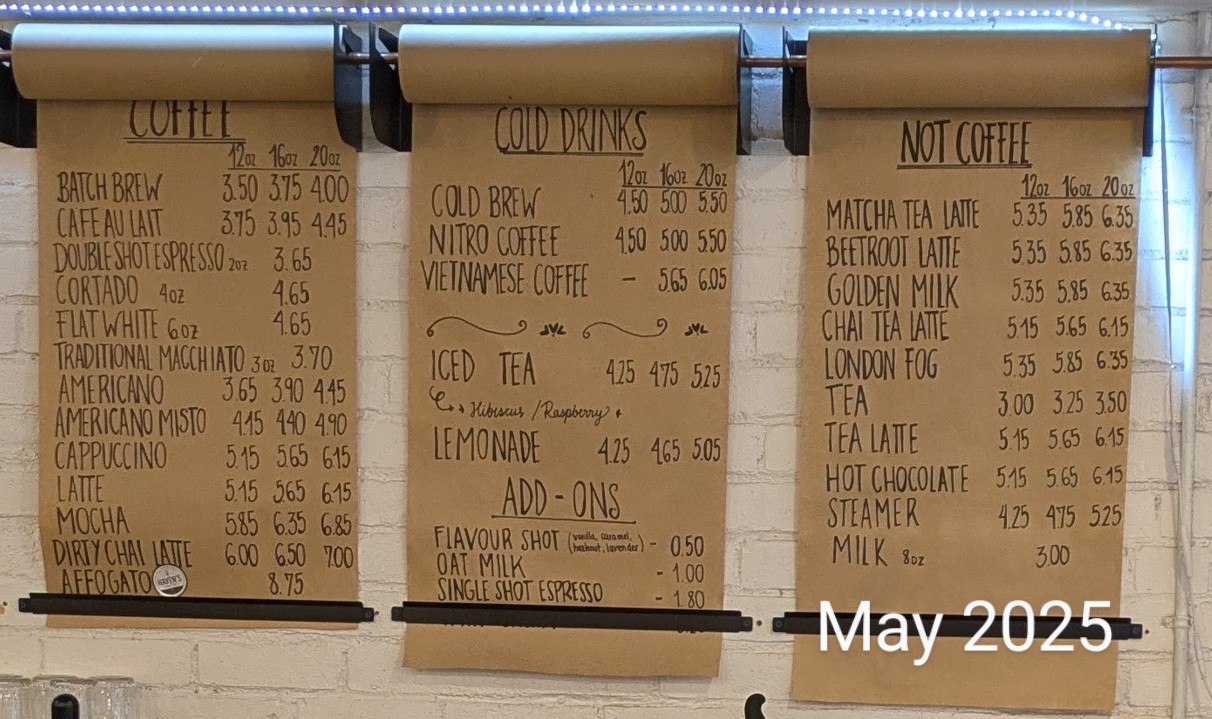 COFFEE
12oz 16oz 20oz
BATCH BREW 3.50 3.75 4.00
CAFE AU LAIT 3.75 3.95 4.45
DOUBLE SHOT ESPRESSO 2oz 3.65
CORTADO 4oz 4.65
FLAT WHITE 6oz 4.65
TRADITIONAL MACCHIATO 3oz 3.70
AMERICANO 3.65 3.90 4.45
AMERICANO MISTO 4.15 4.40 4.90
CAPPUCCINO 5.15 5.65 6.15
LATTE 5.15 5.65 6.15
MOCHA 5.85 6.35 6.85
DIRTY CHAI LATTE 6.00 6.50 7.00
AFFOGATO 8.75
COLD DRINKS
12oz 16oz 20oz
COLD BREW 4.50 5.00 5.50
NITRO COFFEE 4.50 5.00 5.50
VIETNAMESE COFFEE - 5.65 6.05
ICED TEA 4.25 4.75 5.25
Hibiscus / Raspberry
LEMONADE 4.25 4.65 5.05
ADD-ONS
FLAVOUR SHOT (vanilla, caramel, hazelnut, lavender) - 0.50
OAT MILK - 1.00
SINGLE SHOT ESPRESSO - 1.80
NOT COFFEE
12oz 16oz 20oz
MATCHA TEA LATTE 5.35 5.85 6.35
BEETROOT LATTE 5.35 5.85 6.35
GOLDEN MILK 5.35 5.85 6.35
CHAI TEA LATTE 5.15 5.65 6.15
LONDON FOG 5.35 5.85 6.35
TEA 3.00 3.25 3.50
TEA LATTE 5.15 5.65 6.15
HOT CHOCOLATE 5.15 5.65 6.15
STEAMER 4.25 4.75 5.25
MILK 8oz 3.00
May 2025